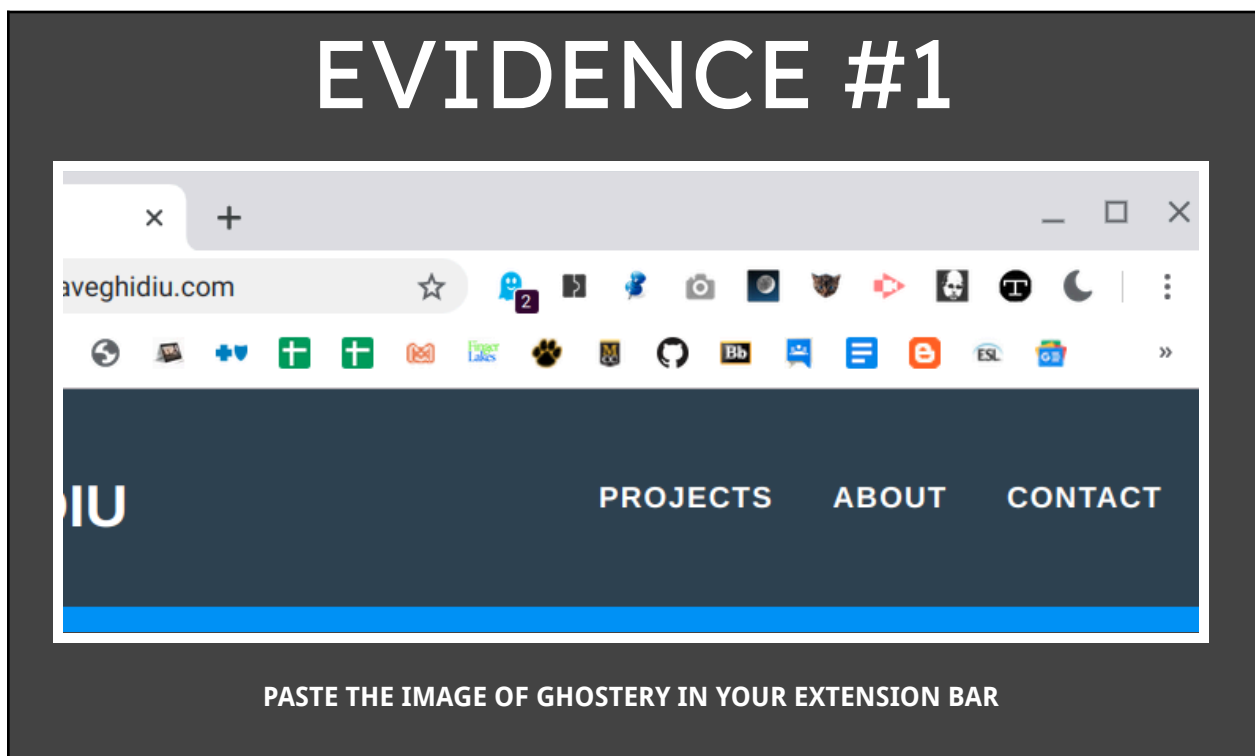 EVIDENCE #1
aveghidiu.com
2
Finger
Lakes
Bb
ESL
DIU
PROJECTS ABOUT CONTACT
PASTE THE IMAGE OF GHOSTERY IN YOUR EXTENSION BAR